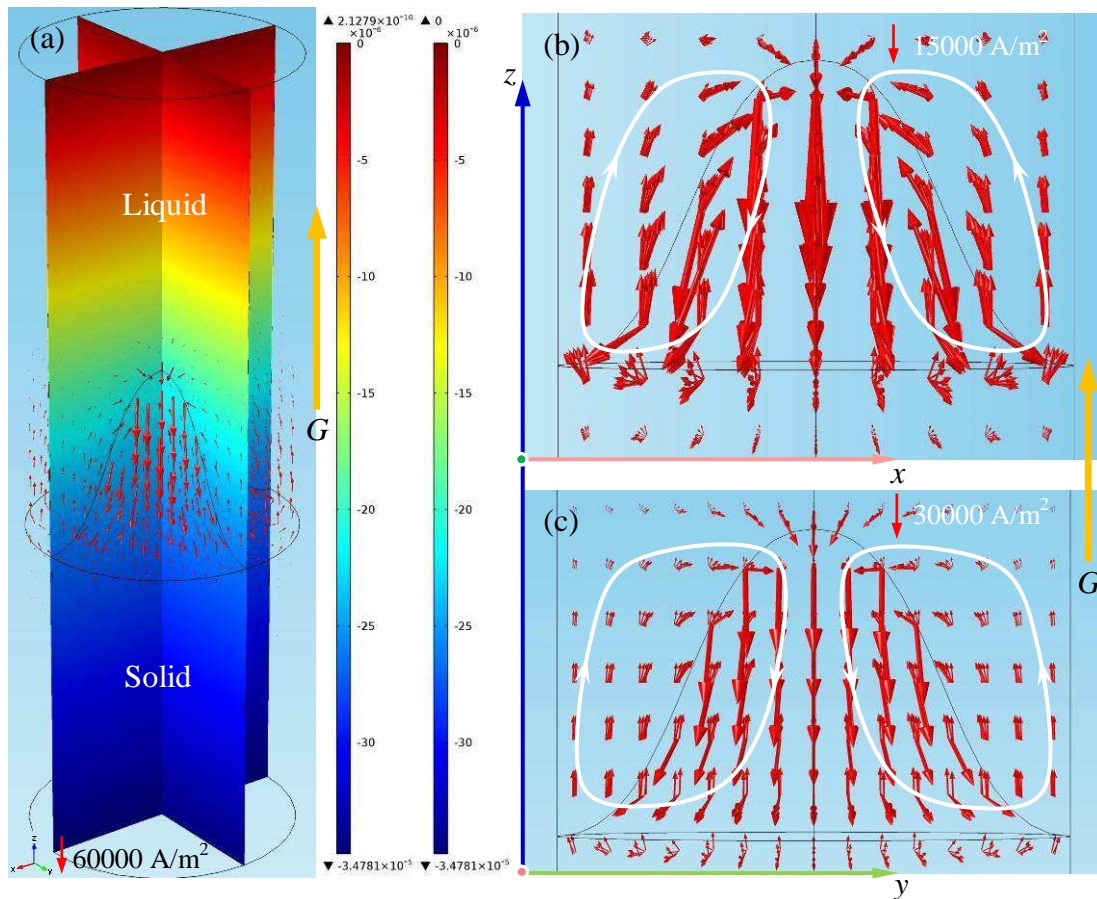 (a)
▲ 2.1279×10⁻¹⁰
×10⁻⁶
0
-5
-10
-15
-20
-25
-30
▼ -3.4781×10⁻⁵
▲ 0
×10⁻⁶
0
-5
-10
-15
-20
-25
-30
▼ -3.4781×10⁻⁵
Liquid
G
Solid
z
x
y
60000 A/m²
(b)
15000 A/m²
z
x
G
(c)
30000 A/m²
y